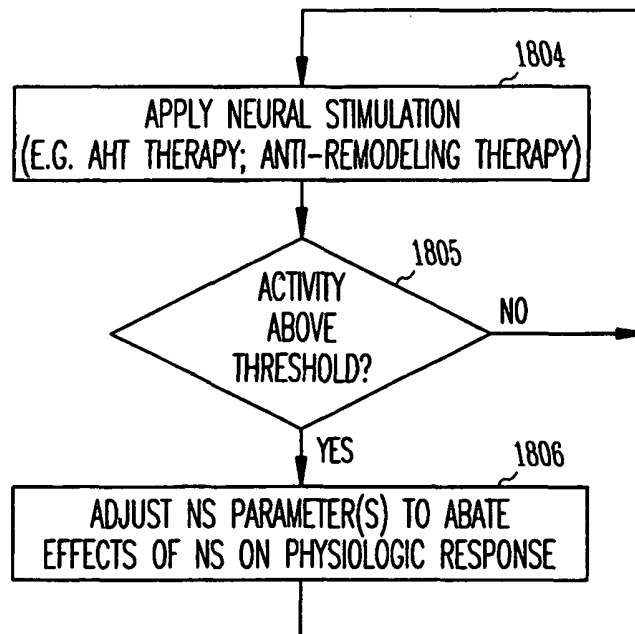 1804
APPLY NEURAL STIMULATION
(E.G. AHT THERAPY; ANTI-REMODELING THERAPY)
1805
ACTIVITY
ABOVE
THRESHOLD?
NO
YES
1806
ADJUST NS PARAMETER(S) TO ABATE
EFFECTS OF NS ON PHYSIOLOGIC RESPONSE